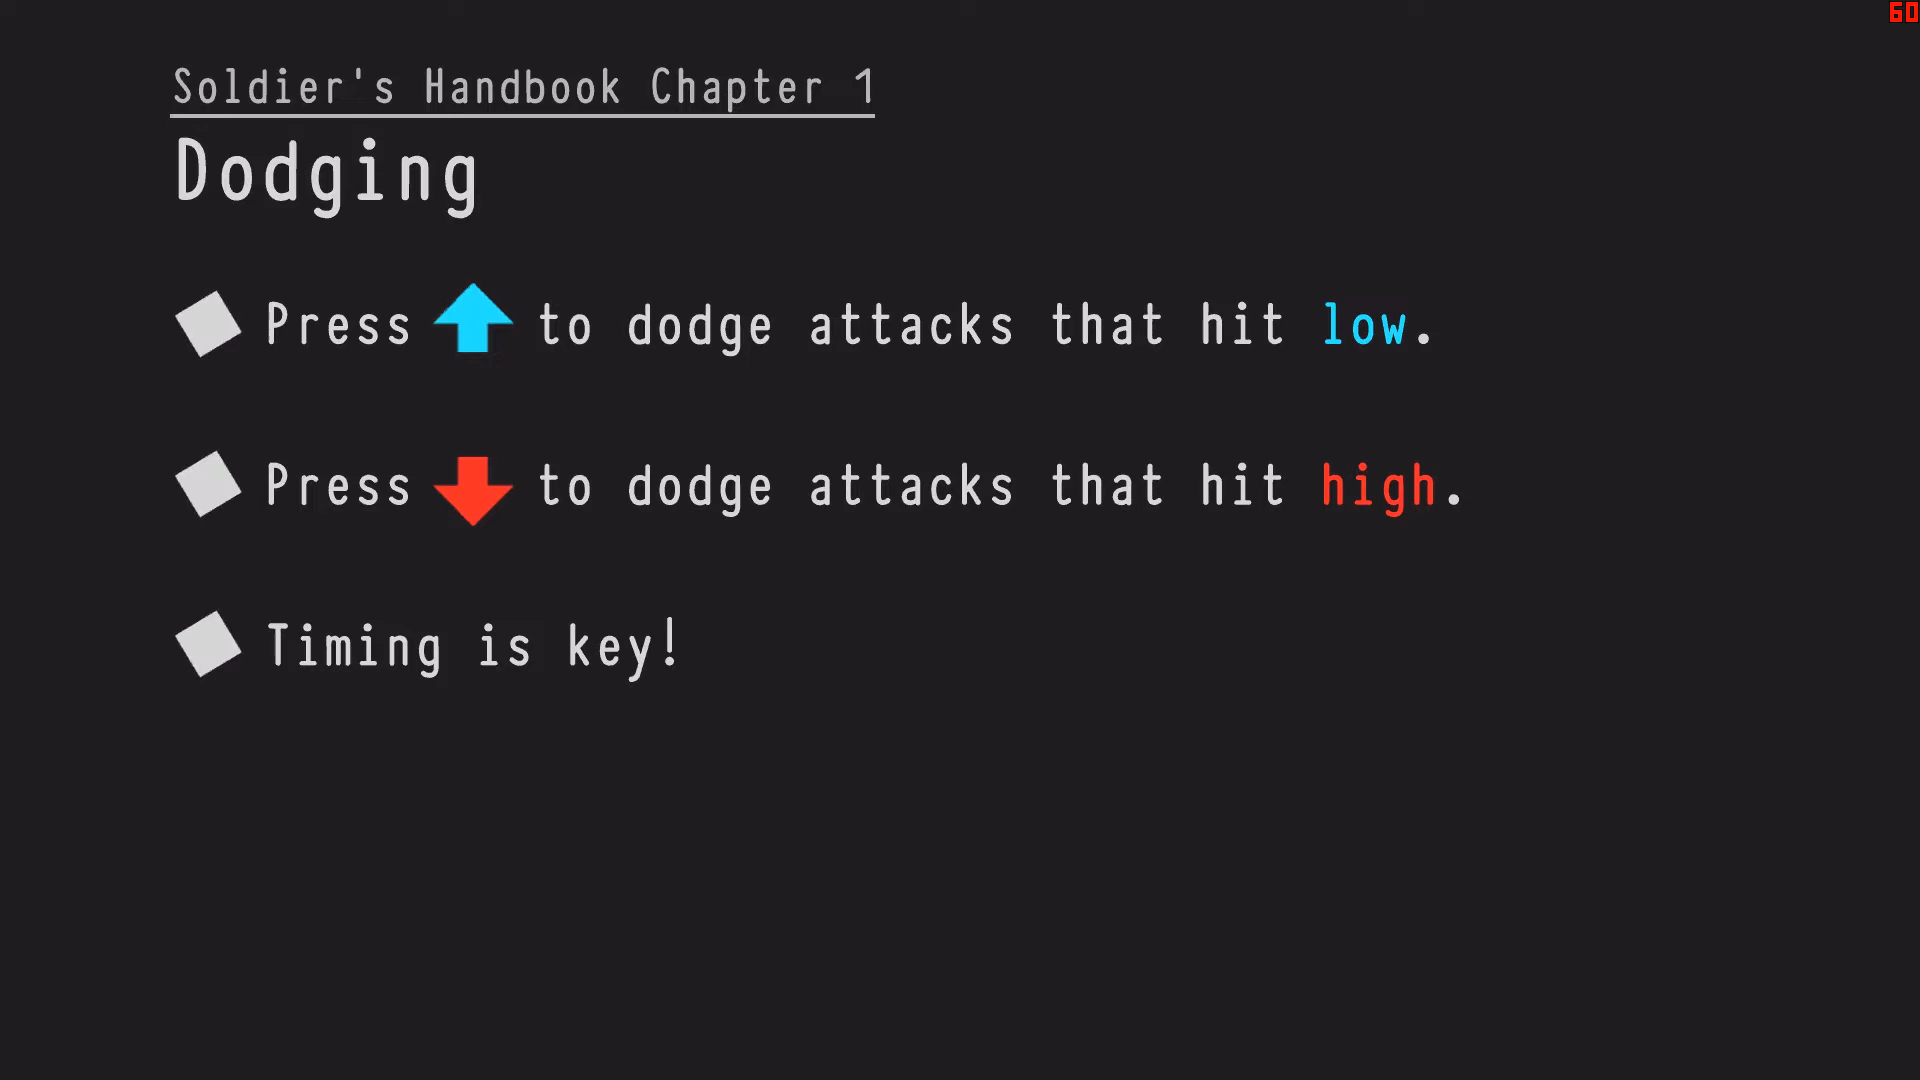 60
Soldier's Handbook Chapter 1
Dodging
Press to dodge attacks that hit low.
Press to dodge attacks that hit high.
Timing is key!